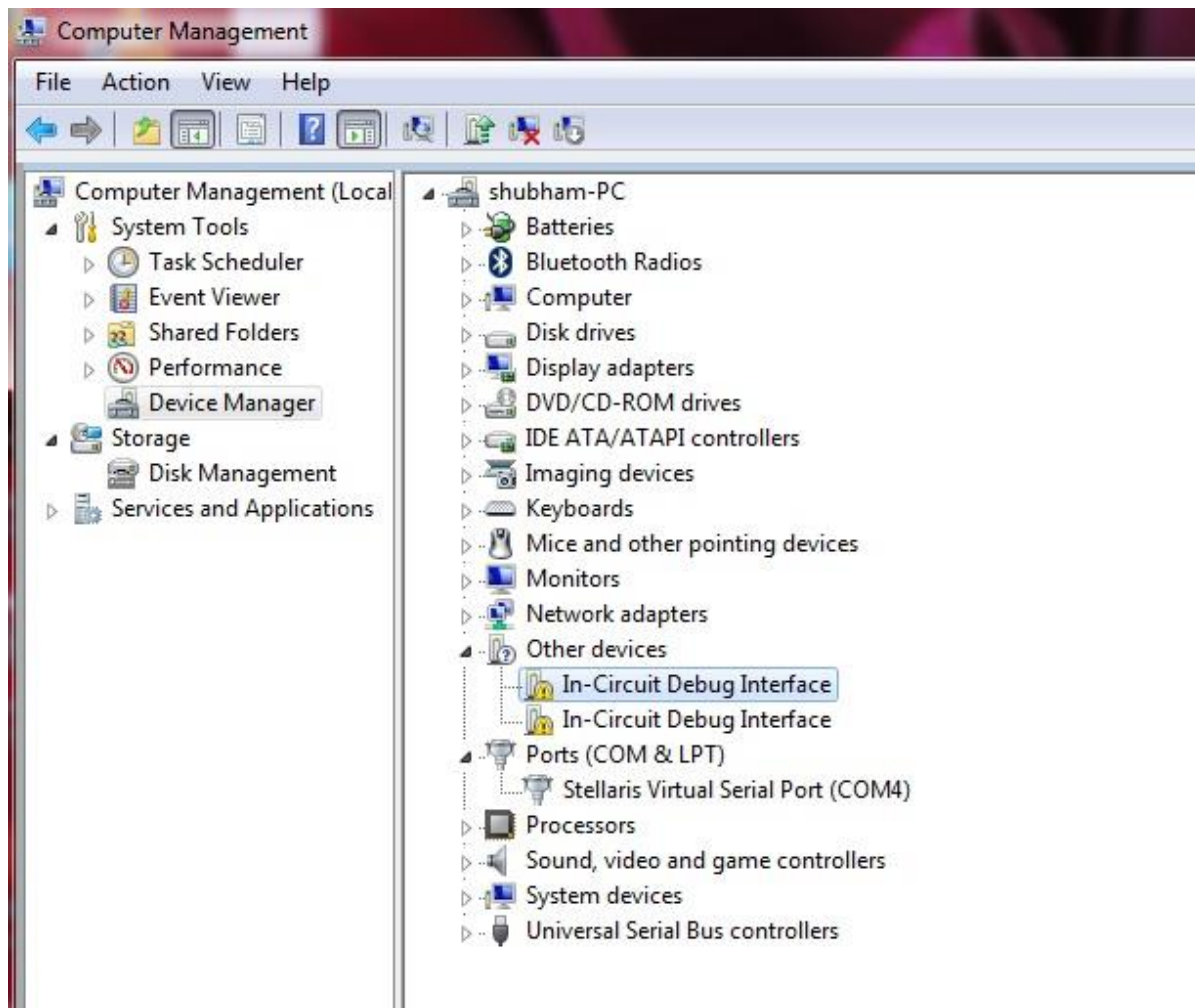 Computer Management
File Action View Help
Computer Management (Local
System Tools
Task Scheduler
Event Viewer
Shared Folders
Performance
Device Manager
Storage
Disk Management
Services and Applications
shubham-PC
Batteries
Bluetooth Radios
Computer
Disk drives
Display adapters
DVD/CD-ROM drives
IDE ATA/ATAPI controllers
Imaging devices
Keyboards
Mice and other pointing devices
Monitors
Network adapters
Other devices
In-Circuit Debug Interface
In-Circuit Debug Interface
Ports (COM & LPT)
Stellaris Virtual Serial Port (COM4)
Processors
Sound, video and game controllers
System devices
Universal Serial Bus controllers